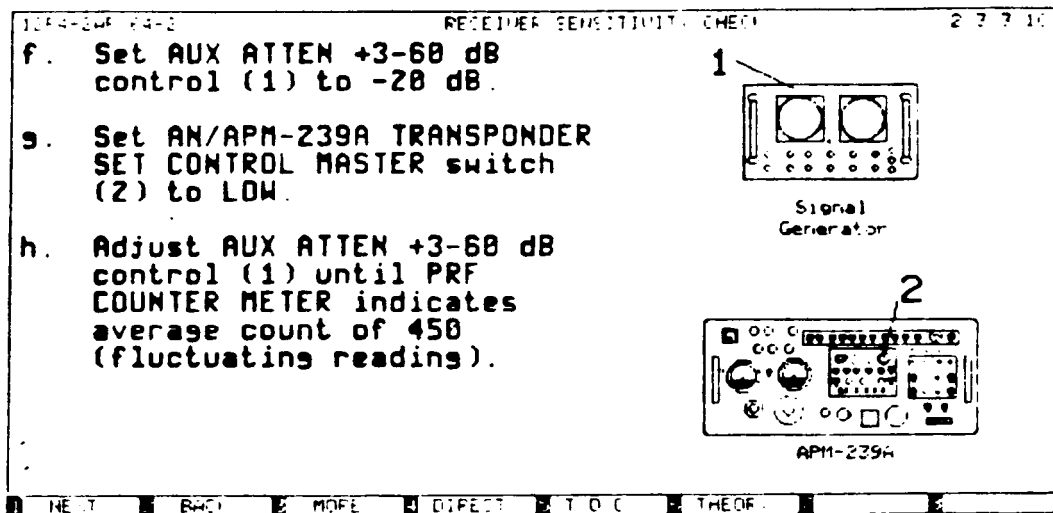 RECEIVER SENSITIVITY CHECK
f. Set AUX ATTEN +3-60 dB
control (1) to -20 dB.
g. Set AN/APM-239A TRANSPONDER
SET CONTROL MASTER switch
(2) to LOW.
h. Adjust AUX ATTEN +3-60 dB
control (1) until PRF
COUNTER METER indicates
average count of 450
(fluctuating reading).
1
Signal
Generator
2
APM-239A
NEXT BACK MORE DIRECT T O C THEOR